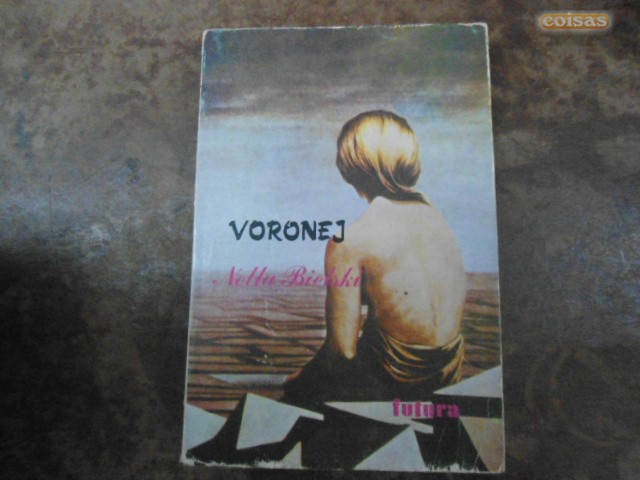 coisas
VORONEJ
Nella Bielski
futura